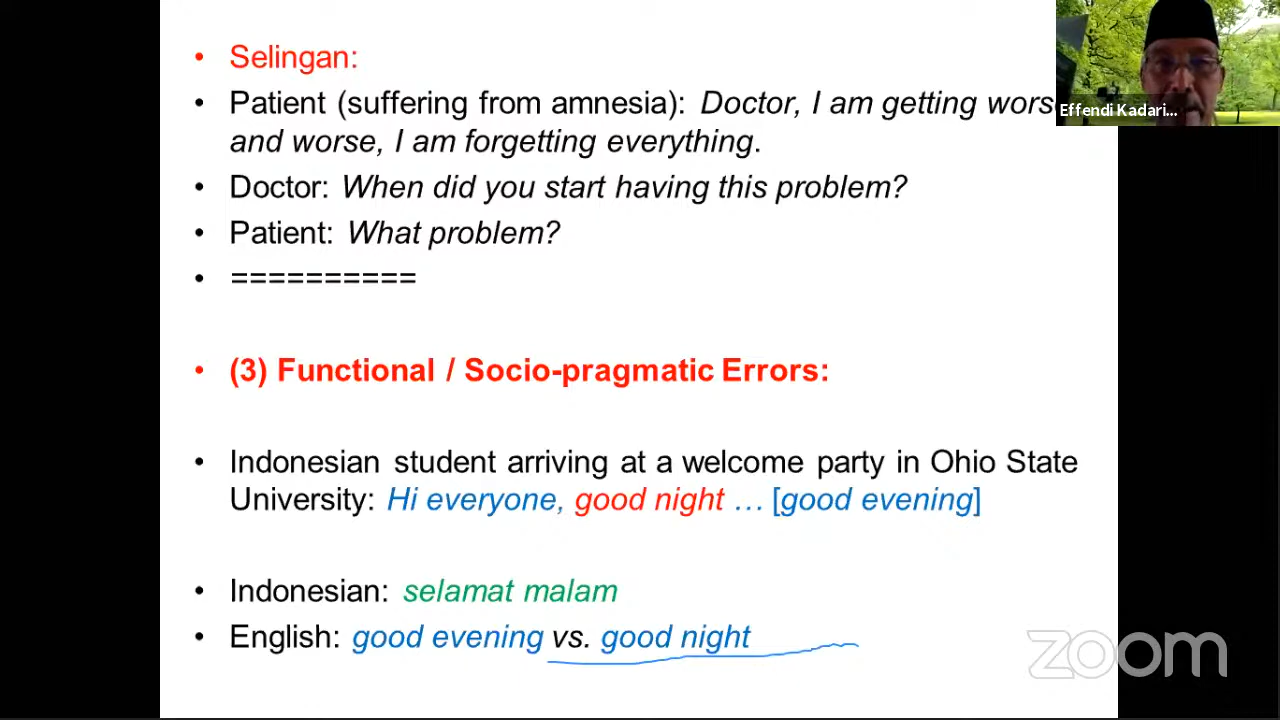 • Selingan:
• Patient (suffering from amnesia): Doctor, I am getting wors
and worse, I am forgetting everything.
• Doctor: When did you start having this problem?
• Patient: What problem?
• ==========
• (3) Functional / Socio-pragmatic Errors:
• Indonesian student arriving at a welcome party in Ohio State
University: Hi everyone, good night … [good evening]
• Indonesian: selamat malam
• English: good evening vs. good night
Effendi Kadari...
zoom